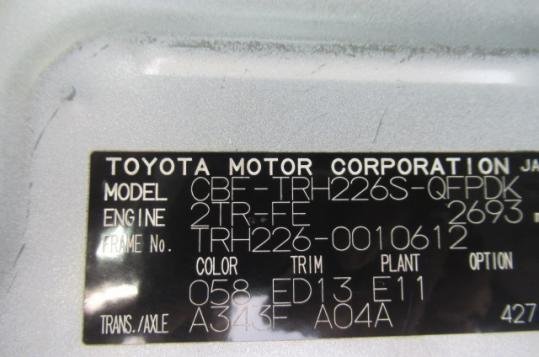 TOYOTA MOTOR CORPORATION JA
MODEL CBF-TRH226S-QFPDK
ENGINE 2TR-FE 2693
FRAME No. TRH226-0010612
COLOR TRIM PLANT OPTION
058 ED13 E11
TRANS./AXLE A343F A04A 427